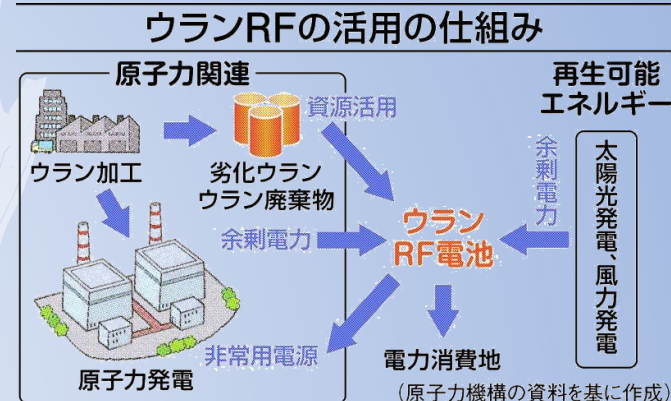 ウランRFの活用の仕組み
原子力関連
再生可能
エネルギー
資源活用
ウラン加工
劣化ウラン
ウラン廃棄物
余剰電力
太陽光発電、風力発電
ウラン
RF電池
余剰電力
非常用電源
原子力発電
電力消費地
(原子力機構の資料を基に作成)